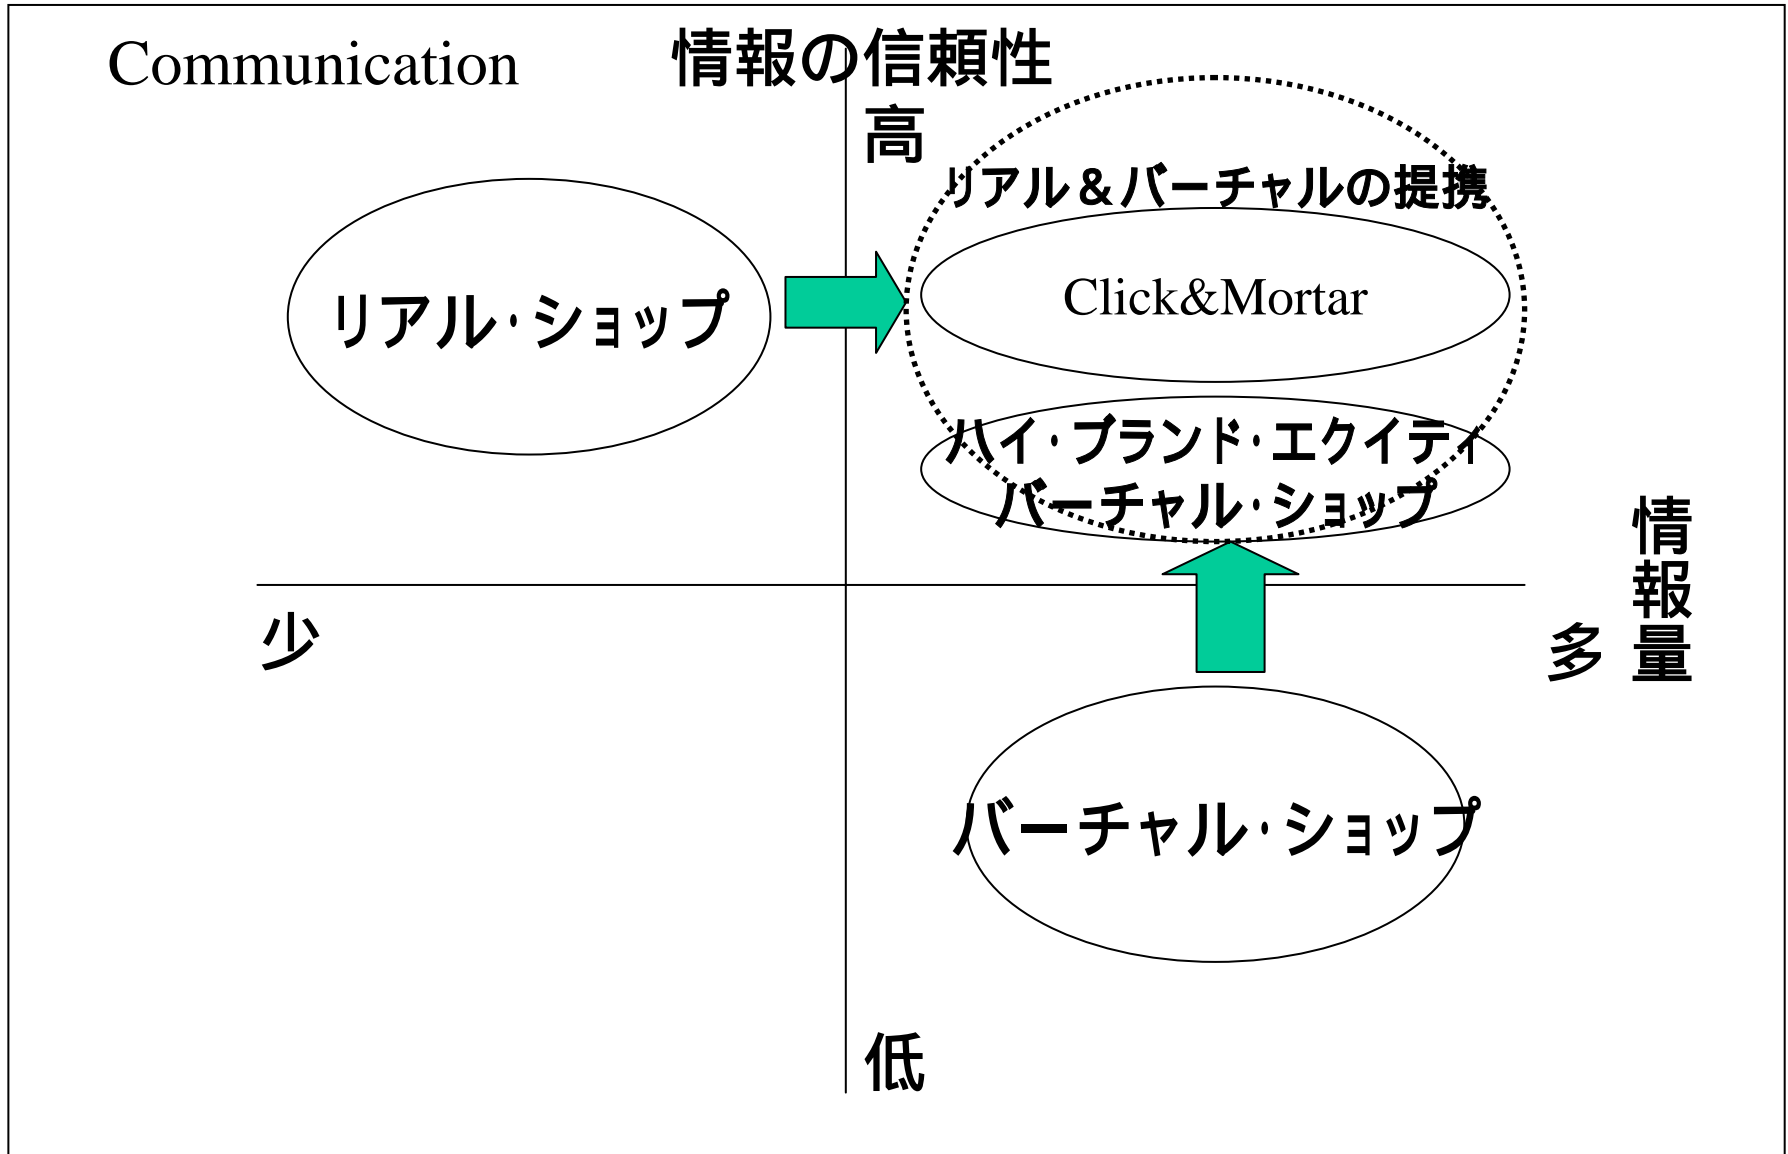 Communication
情報の信頼性
高
リアル＆バーチャルの提携
リアル・ショップ
Click&Mortar
ハイ・ブランド・エクイティ
バーチャル・ショップ
情報量
少
多
バーチャル・ショップ
低